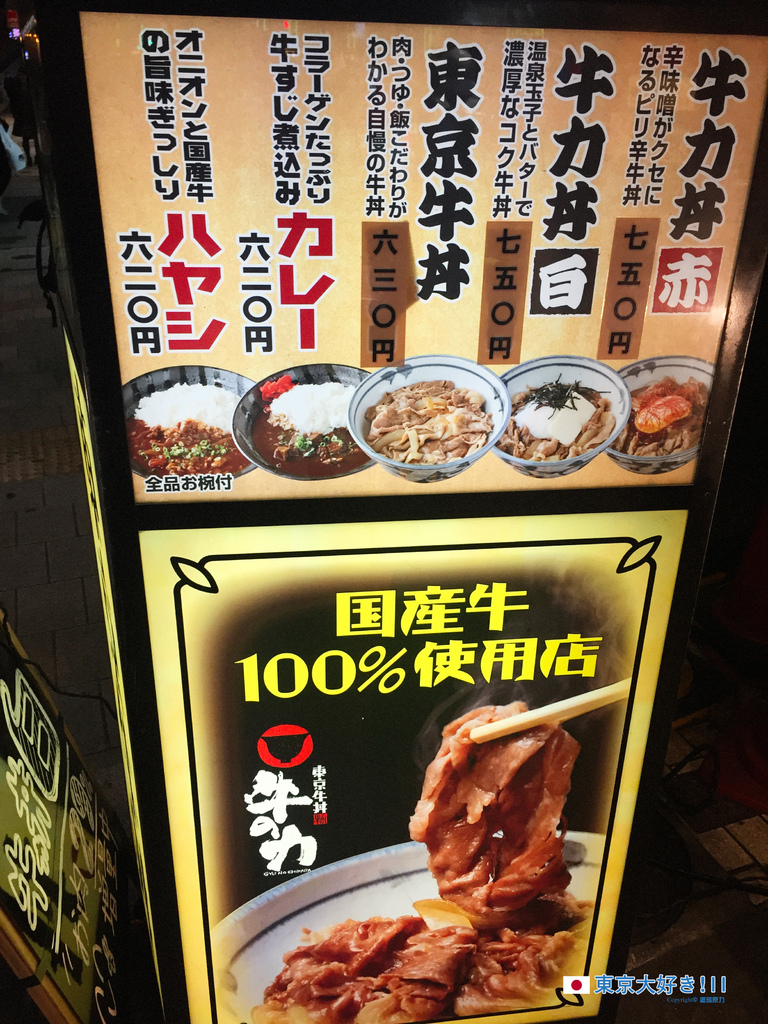 牛力丼 赤
辛味噌がクセに
なるピリ辛牛丼
七五〇円
牛力丼 白
温泉玉子とバターで
濃厚なコク牛丼
七五〇円
東京牛丼
肉・つゆ・飯こだわりが
わかる自慢の牛丼
六三〇円
コラーゲンたっぷり
牛すじ煮込み
カレー
六二〇円
オニオンと国産牛
の旨味ぎっしり
ハヤシ
六二〇円
全品お椀付
国産牛
100%使用店
東京牛丼
牛の力
GYU NO CHIKARA
東京大好き!!!